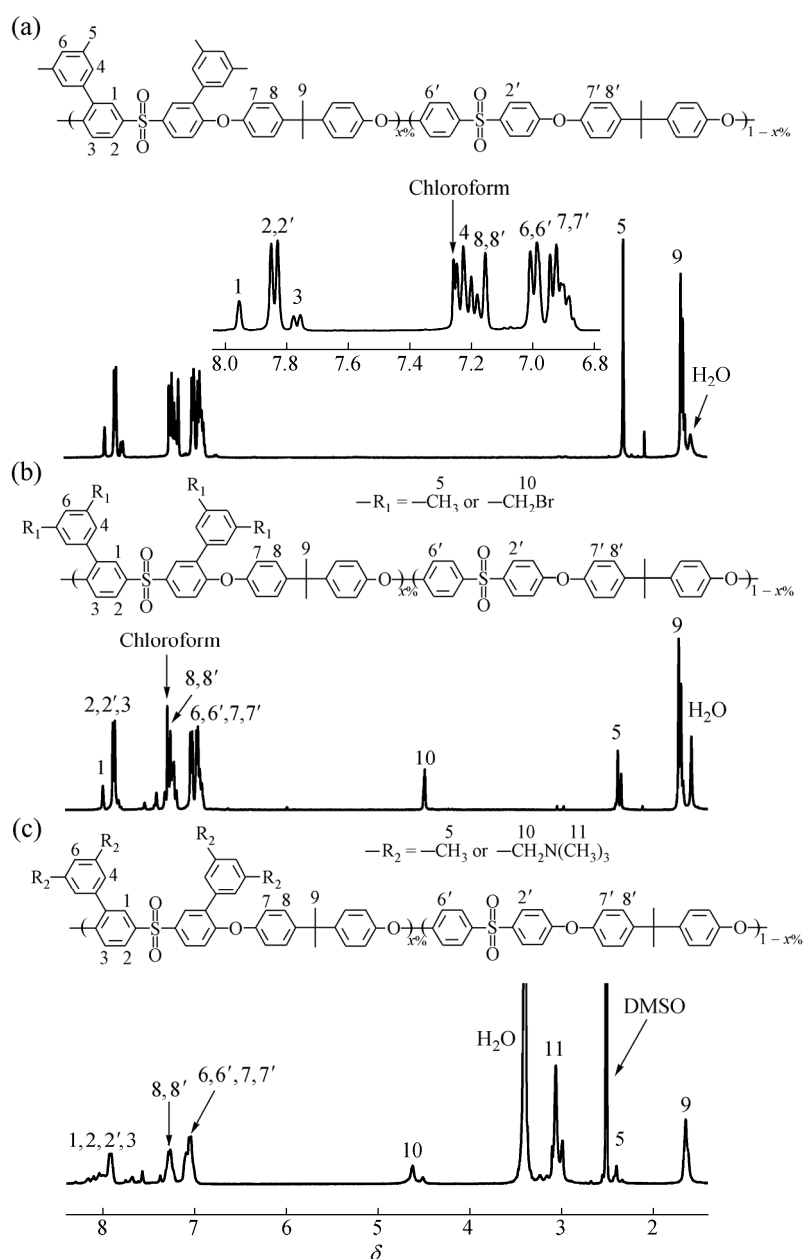 (a)
5
6
4
1
7 8 9 6′ 2′ 7′ 8′
O
S
O
O
O
x%
O
S
O
O
O
1 – x%
3 2
Chloroform
2,2′
1
3
4
8,8′
6,6′
7,7′
5
9
H2O
8.0 7.8 7.6 7.4 7.2 7.0 6.8
(b)
R1
R1
6
4
R1
R1
1
–R1 = –CH3 or –CH2Br
5 10
7 8 9 6′ 2′ 7′ 8′
O
S
O
O
O
x%
O
S
O
O
O
1 – x%
3 2
Chloroform
8,8′
2,2′,3
6,6′,7,7′
1
10
5
9
H2O
(c)
R2
R2
6
4
R2
R2
1
–R2 = –CH3 or –CH2N(CH3)3
5 10 11
7 8 9 6′ 2′ 7′ 8′
O
S
O
O
O
x%
O
S
O
O
O
1 – x%
3 2
1,2,2′,3
8,8′
6,6′,7,7′
10
H2O
11
DMSO
5
9
8 7 6 5 4 3 2
δ